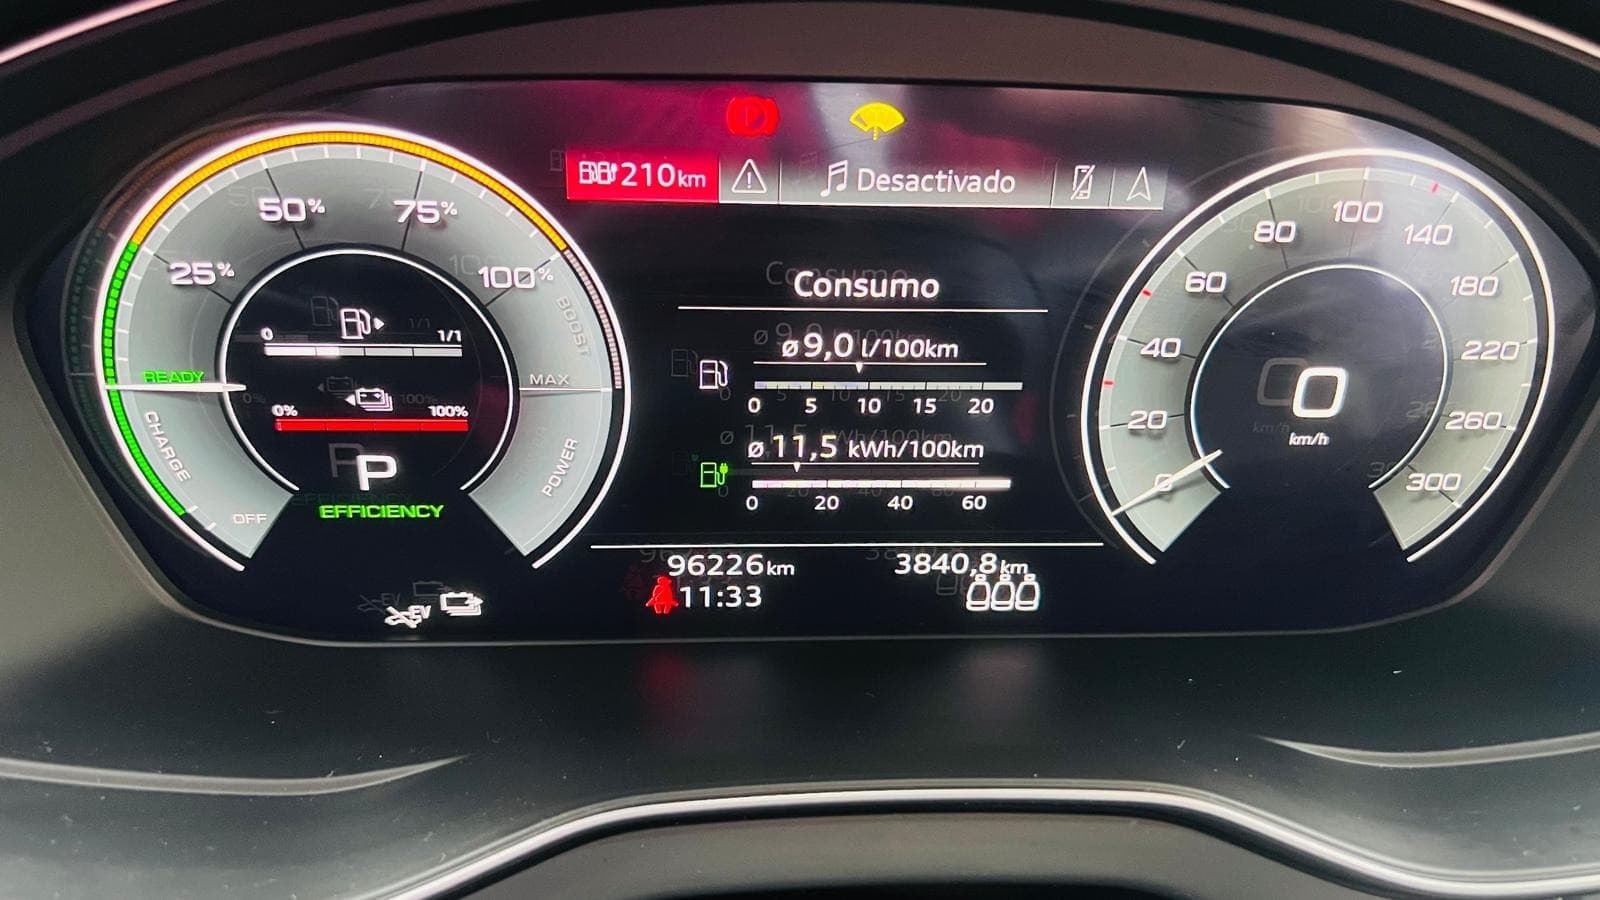 210km
Desactivado
25%
50%
75%
100%
BOOST
0
1/1
READY
MAX
0%
100%
CHARGE
POWER
P
OFF
EFFICIENCY
EV
Consumo
ø9,0 l/100km
0 5 10 15 20
ø11,5 kWh/100km
0 20 40 60
96226km
3840,8km
11:33
0
20
40
60
80
100
140
180
220
260
300
0
km/h